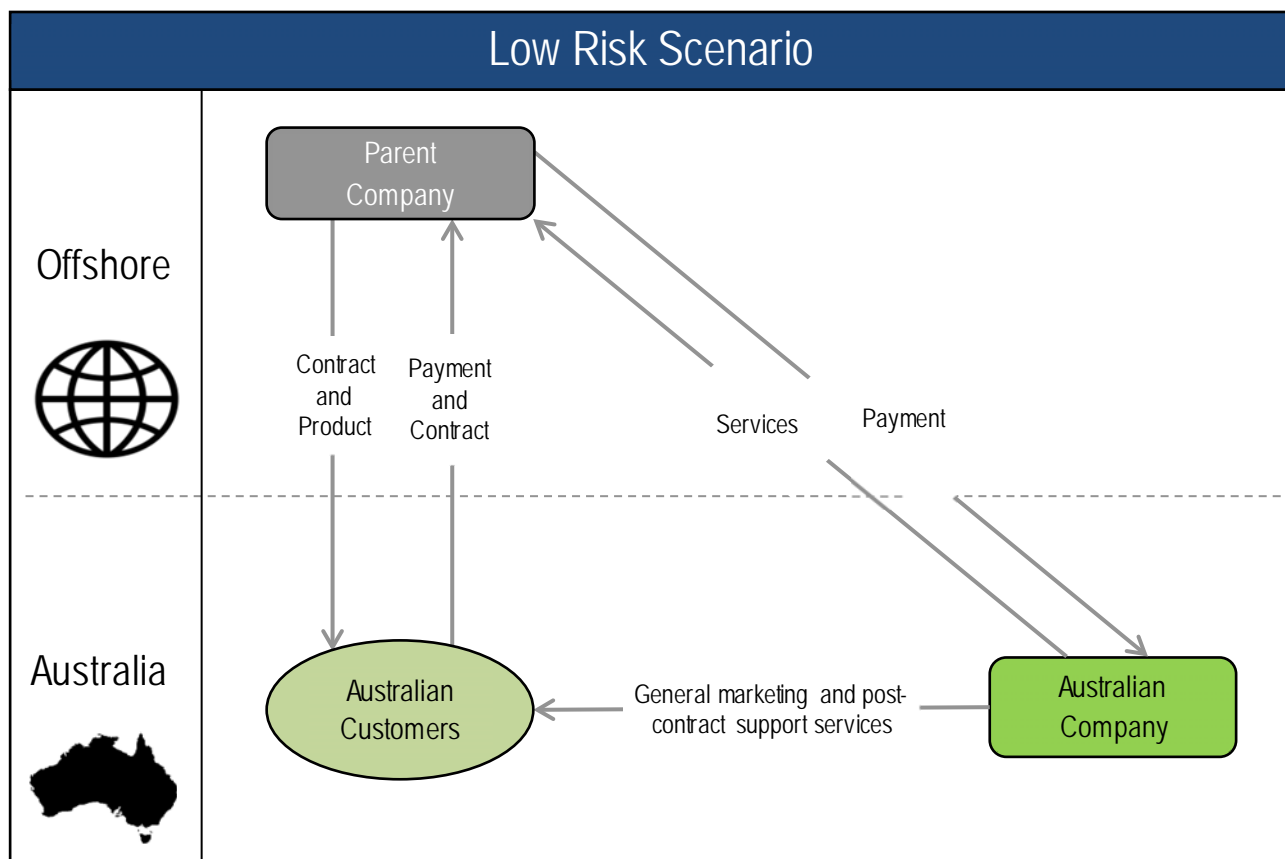 Low Risk Scenario
Parent
Company
Offshore
Contract
and
Product
Payment
and
Contract
Services
Payment
Australia
Australian
Customers
General marketing and post-
contract support services
Australian
Company